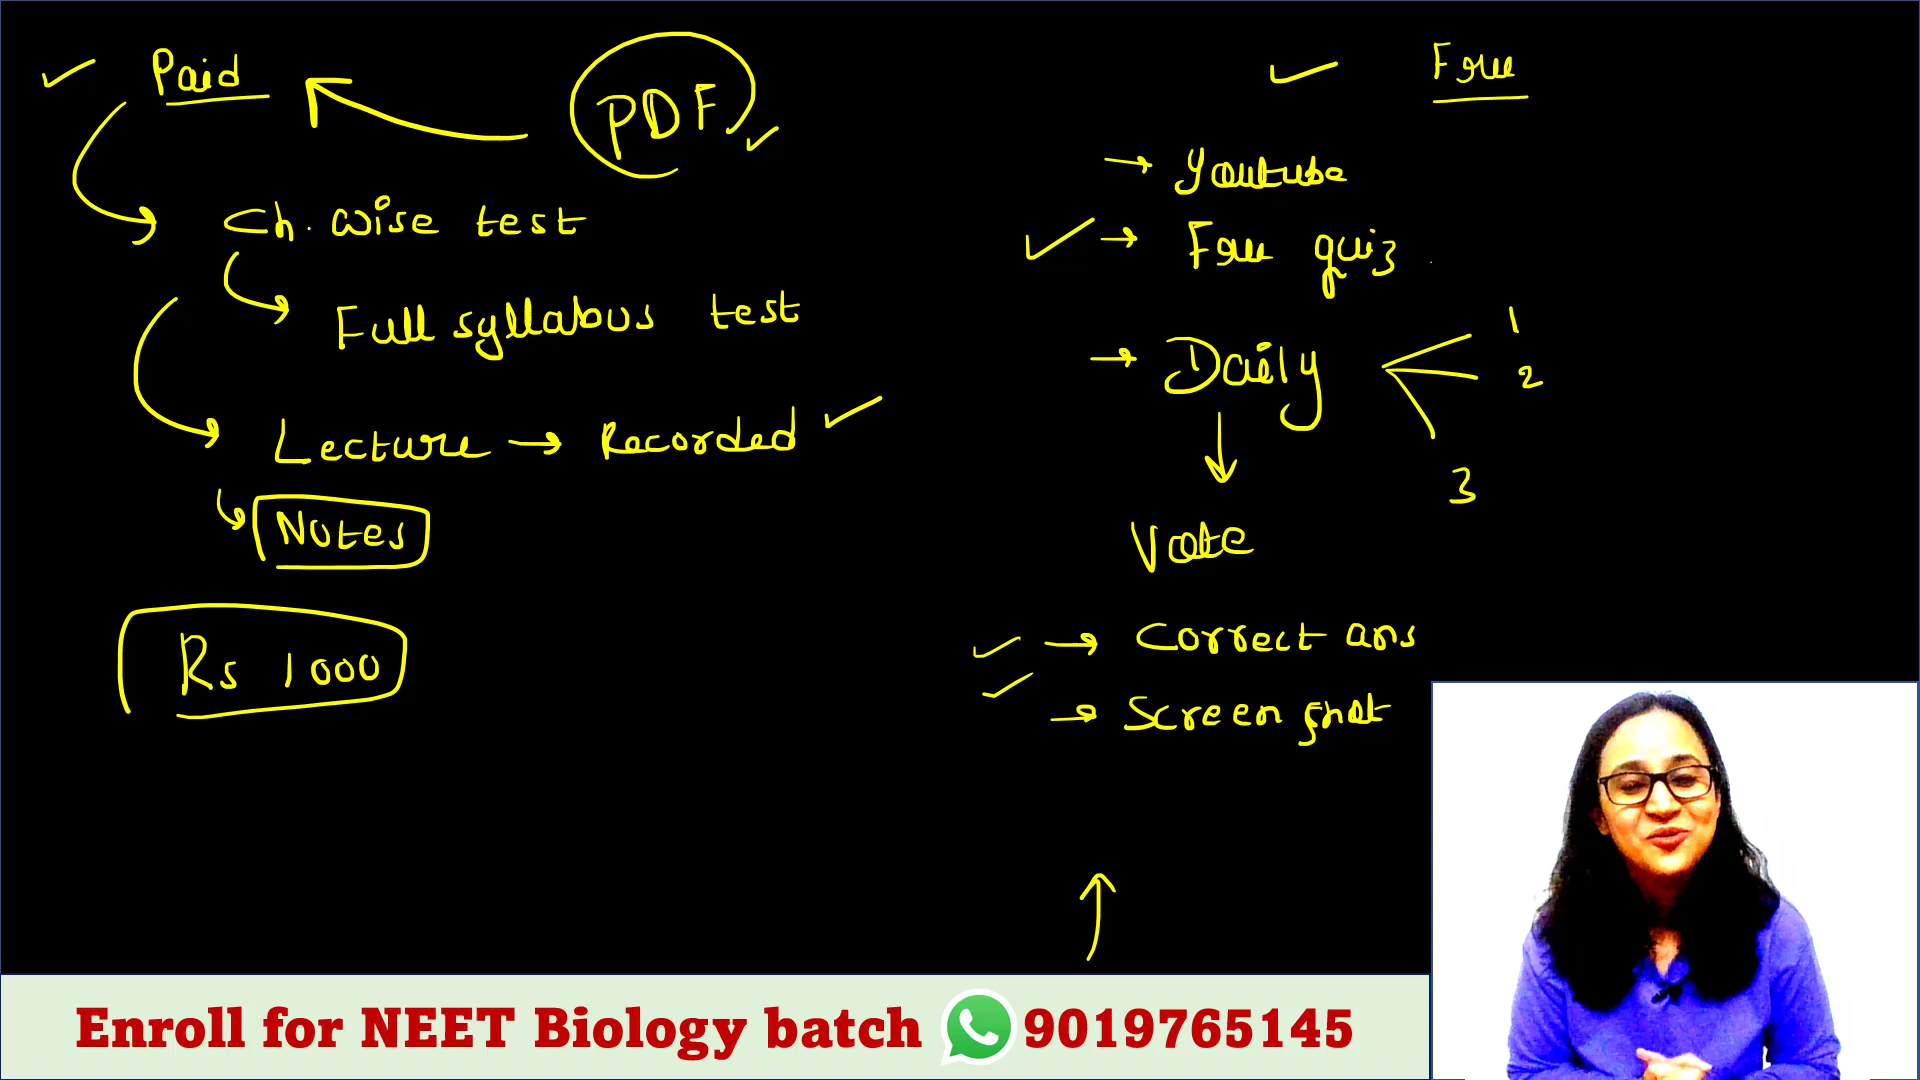 Paid
PDF
Ch. wise test
Full syllabus test
Lecture → Recorded
Notes
Rs 1000
Free
→ Youtube
→ Free quiz
→ Daily
1
2
3
Vote
→ Correct ans
→ Screen shot
Enroll for NEET Biology batch 9019765145